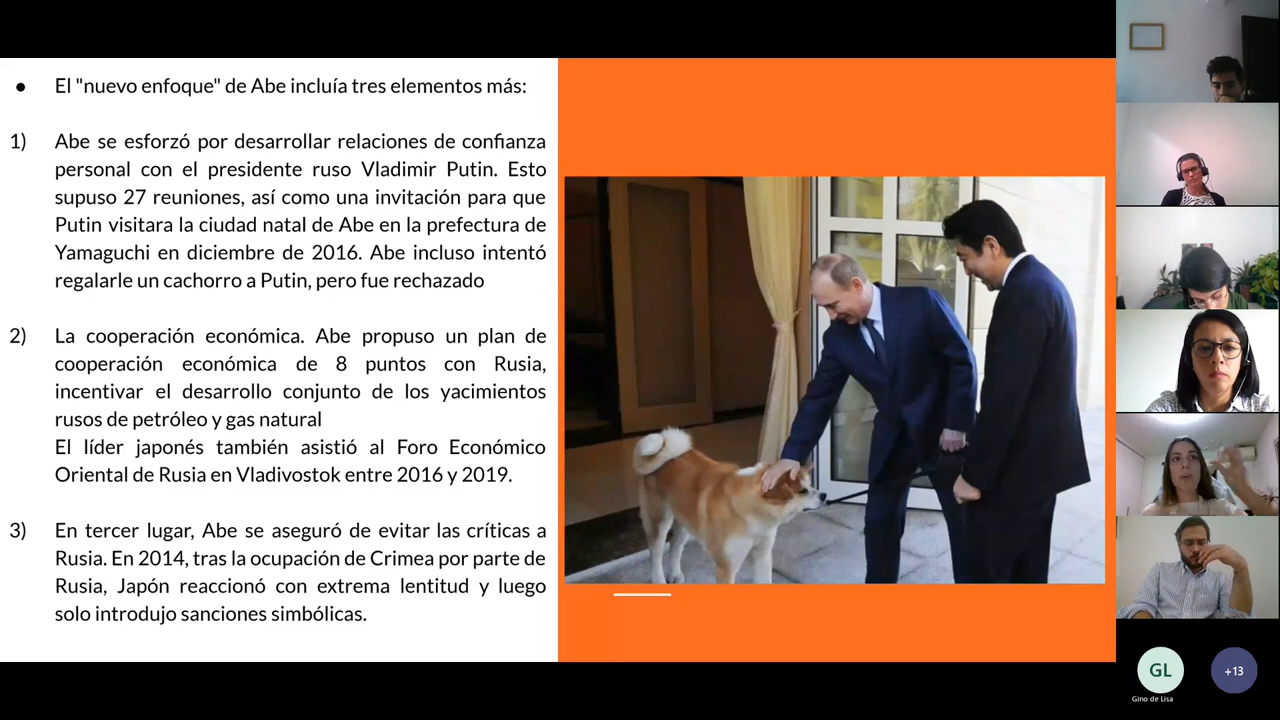 ● El "nuevo enfoque" de Abe incluía tres elementos más:
1) Abe se esforzó por desarrollar relaciones de confianza
personal con el presidente ruso Vladimir Putin. Esto
supuso 27 reuniones, así como una invitación para que
Putin visitara la ciudad natal de Abe en la prefectura de
Yamaguchi en diciembre de 2016. Abe incluso intentó
regalarle un cachorro a Putin, pero fue rechazado
2) La cooperación económica. Abe propuso un plan de
cooperación económica de 8 puntos con Rusia,
incentivar el desarrollo conjunto de los yacimientos
rusos de petróleo y gas natural
El líder japonés también asistió al Foro Económico
Oriental de Rusia en Vladivostok entre 2016 y 2019.
3) En tercer lugar, Abe se aseguró de evitar las críticas a
Rusia. En 2014, tras la ocupación de Crimea por parte de
Rusia, Japón reaccionó con extrema lentitud y luego
solo introdujo sanciones simbólicas.
GL
+13
Gino de Lisa